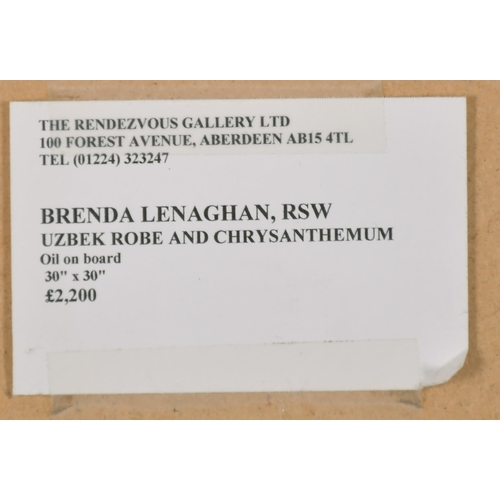 THE RENDEZVOUS GALLERY LTD
100 FOREST AVENUE, ABERDEEN AB15 4TL
TEL (01224) 323247
BRENDA LENAGHAN, RSW
UZBEK ROBE AND CHRYSANTHEMUM
Oil on board
30" x 30"
£2,200